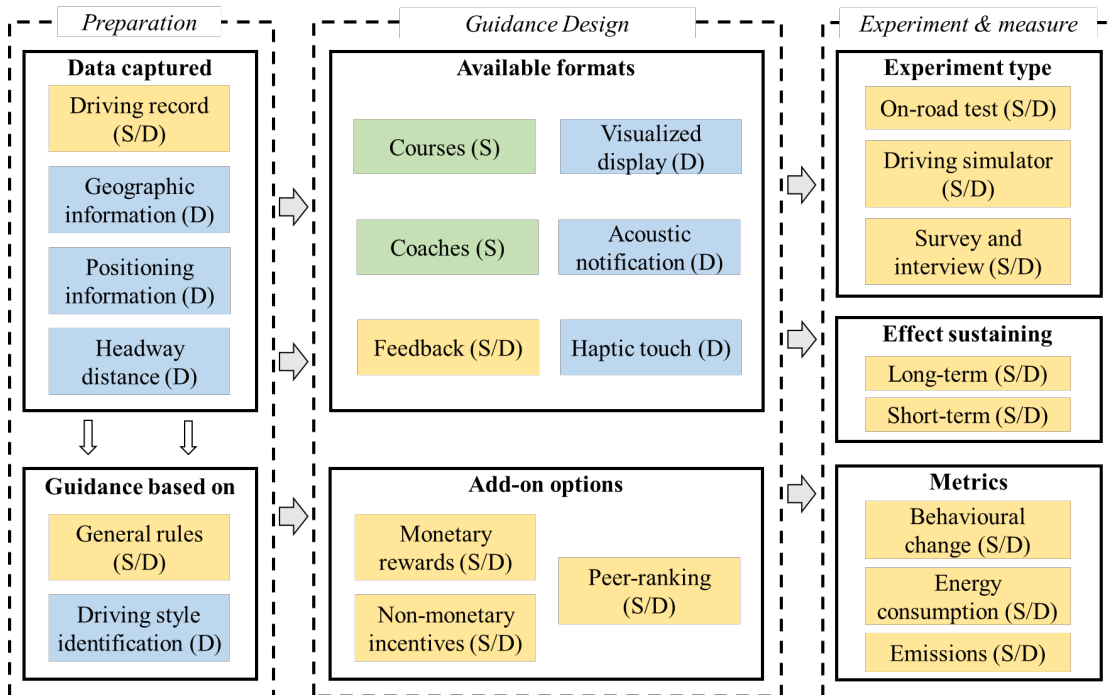 Preparation
Data captured
Driving record
(S/D)
Geographic
information (D)
Positioning
information (D)
Headway
distance (D)
Guidance based on
General rules
(S/D)
Driving style
identification (D)
Guidance Design
Available formats
Courses (S)
Visualized
display (D)
Coaches (S)
Acoustic
notification (D)
Feedback (S/D)
Haptic touch (D)
Add-on options
Monetary
rewards (S/D)
Non-monetary
incentives (S/D)
Peer-ranking
(S/D)
Experiment & measure
Experiment type
On-road test (S/D)
Driving simulator
(S/D)
Survey and
interview (S/D)
Effect sustaining
Long-term (S/D)
Short-term (S/D)
Metrics
Behavioural
change (S/D)
Energy
consumption (S/D)
Emissions (S/D)